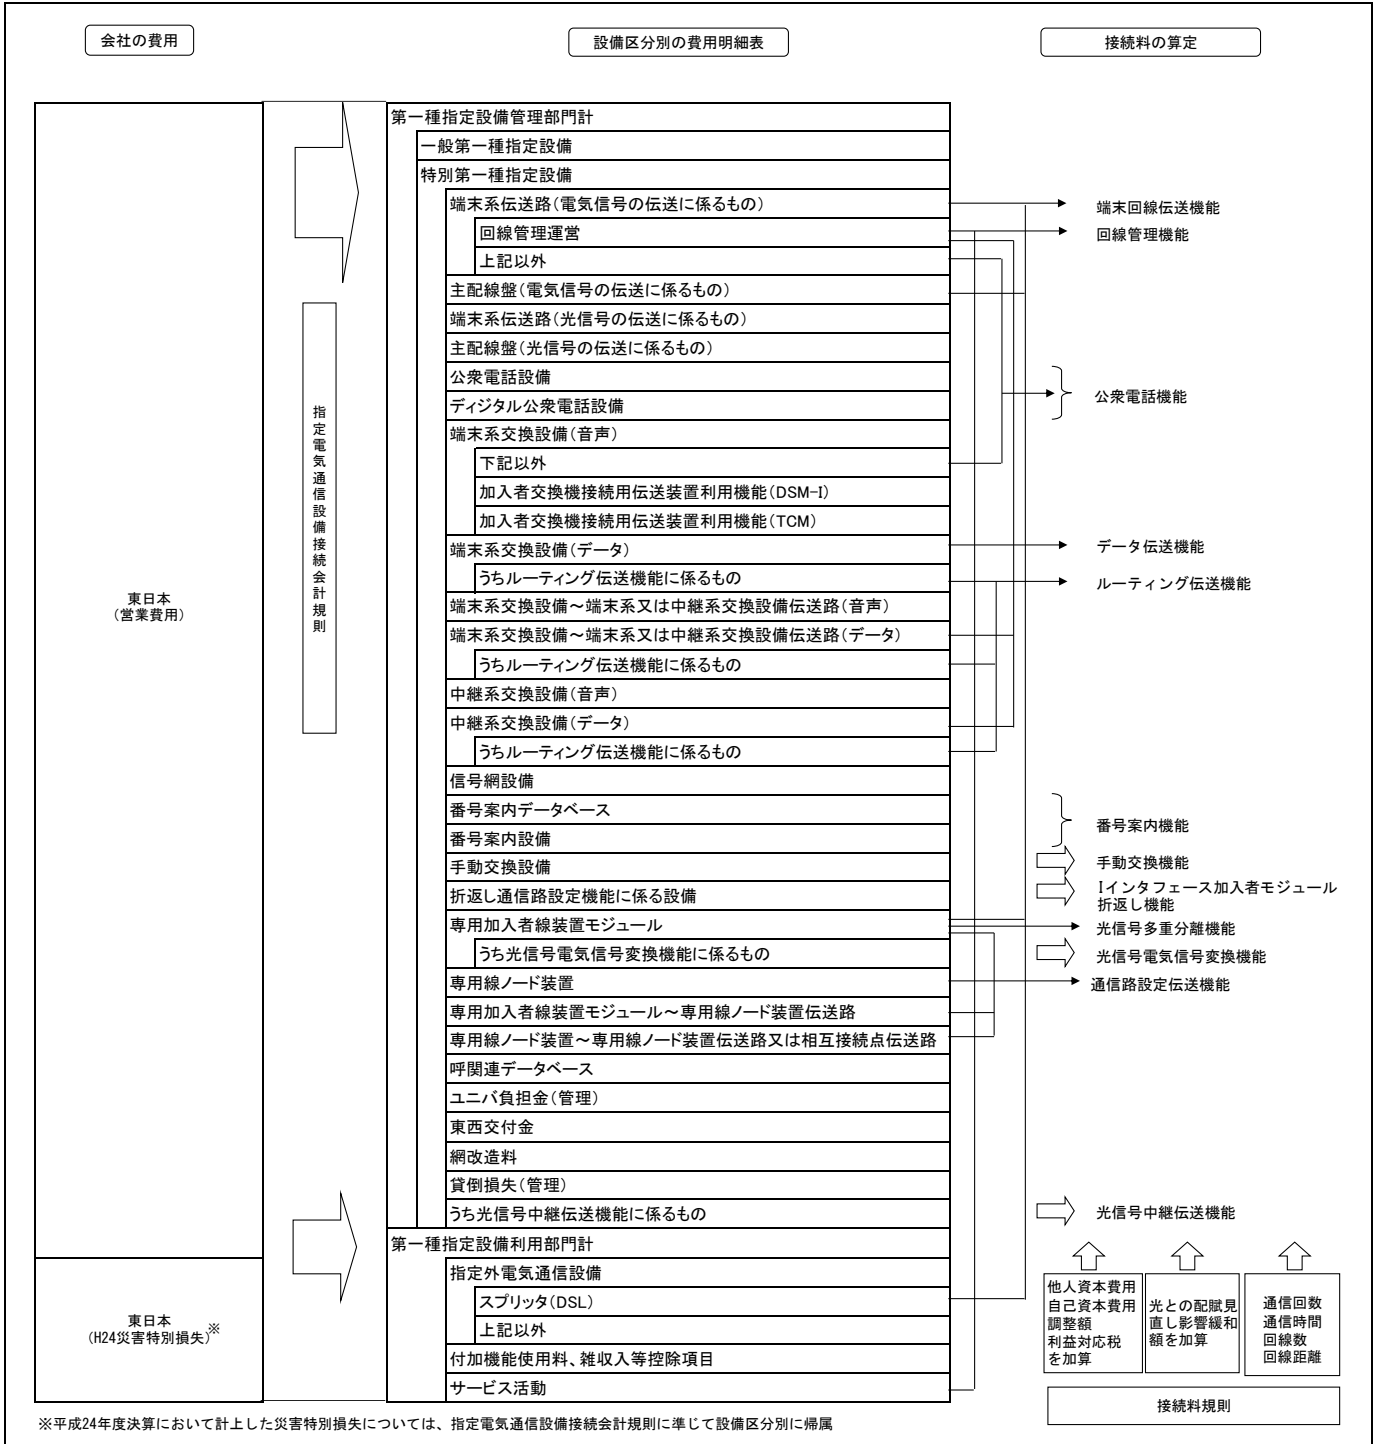 会社の費用
設備区分別の費用明細表
接続料の算定
東日本
(営業費用)
東日本
(H24災害特別損失)※
指定電気通信設備接続会計規則
第一種指定設備管理部門計
一般第一種指定設備
特別第一種指定設備
端末系伝送路(電気信号の伝送に係るもの)
回線管理運営
上記以外
主配線盤(電気信号の伝送に係るもの)
端末系伝送路(光信号の伝送に係るもの)
主配線盤(光信号の伝送に係るもの)
公衆電話設備
ディジタル公衆電話設備
端末系交換設備(音声)
下記以外
加入者交換機接続用伝送装置利用機能(DSM-I)
加入者交換機接続用伝送装置利用機能(TCM)
端末系交換設備(データ)
うちルーティング伝送機能に係るもの
端末系交換設備~端末系又は中継系交換設備伝送路(音声)
端末系交換設備~端末系又は中継系交換設備伝送路(データ)
うちルーティング伝送機能に係るもの
中継系交換設備(音声)
中継系交換設備(データ)
うちルーティング伝送機能に係るもの
信号網設備
番号案内データベース
番号案内設備
手動交換設備
折返し通信路設定機能に係る設備
専用加入者線装置モジュール
うち光信号電気信号変換機能に係るもの
専用線ノード装置
専用加入者線装置モジュール~専用線ノード装置伝送路
専用線ノード装置~専用線ノード装置伝送路又は相互接続点伝送路
呼関連データベース
ユニバ負担金(管理)
東西交付金
網改造料
貸倒損失(管理)
うち光信号中継伝送機能に係るもの
第一種指定設備利用部門計
指定外電気通信設備
スプリッタ(DSL)
上記以外
付加機能使用料、雑収入等控除項目
サービス活動
端末回線伝送機能
回線管理機能
公衆電話機能
データ伝送機能
ルーティング伝送機能
番号案内機能
手動交換機能
Iインタフェース加入者モジュール
折返し機能
光信号多重分離機能
光信号電気信号変換機能
通信路設定伝送機能
光信号中継伝送機能
他人資本費用
自己資本費用
調整額
利益対応税
を加算
光との配賦見
直し影響緩和
額を加算
通信回数
通信時間
回線数
回線距離
接続料規則
※平成24年度決算において計上した災害特別損失については、指定電気通信設備接続会計規則に準じて設備区分別に帰属